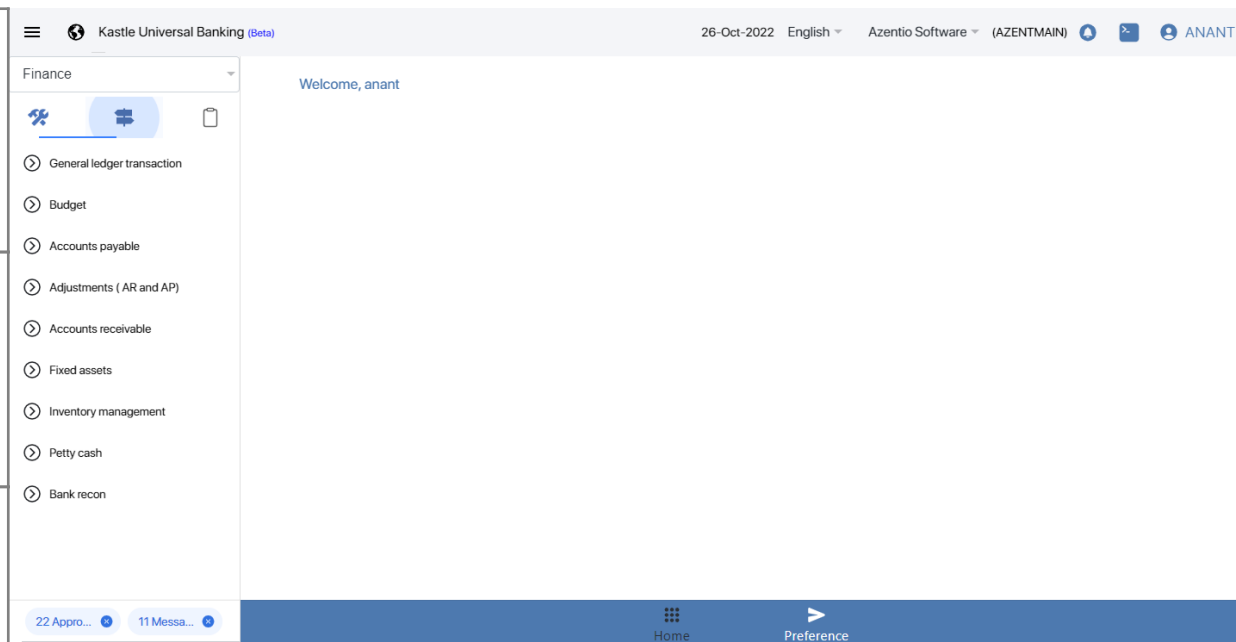 Kastle Universal Banking (Beta) 26-Oct-2022 English Azentio Software (AZENTMAIN) ANANT
Finance
Welcome, anant
General ledger transaction
Budget
Accounts payable
Adjustments ( AR and AP)
Accounts receivable
Fixed assets
Inventory management
Petty cash
Bank recon
22 Appro... 11 Messa...
Home Preference